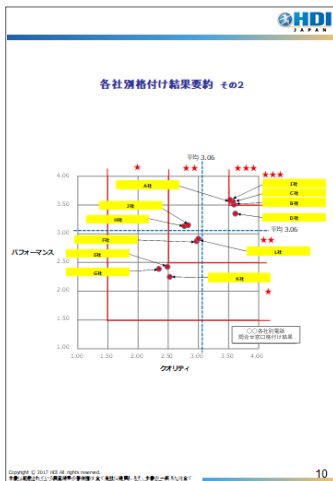 HDI
JAPAN
各社別格付け結果要約 その2
平均 3.06
★
★★
★★★
A社
E社
C社
B社
J社
H社
D社
平均 3.06
F社
★★
L社
G社
K社
★
パフォーマンス
4.00
3.50
3.00
2.50
2.00
1.50
1.00
1.00
1.50
2.00
2.50
3.00
3.50
4.00
クオリティ
○○各社別電話
問合せ窓口格付け結果
Copyright © 2017 HDI All rights reserved.
10